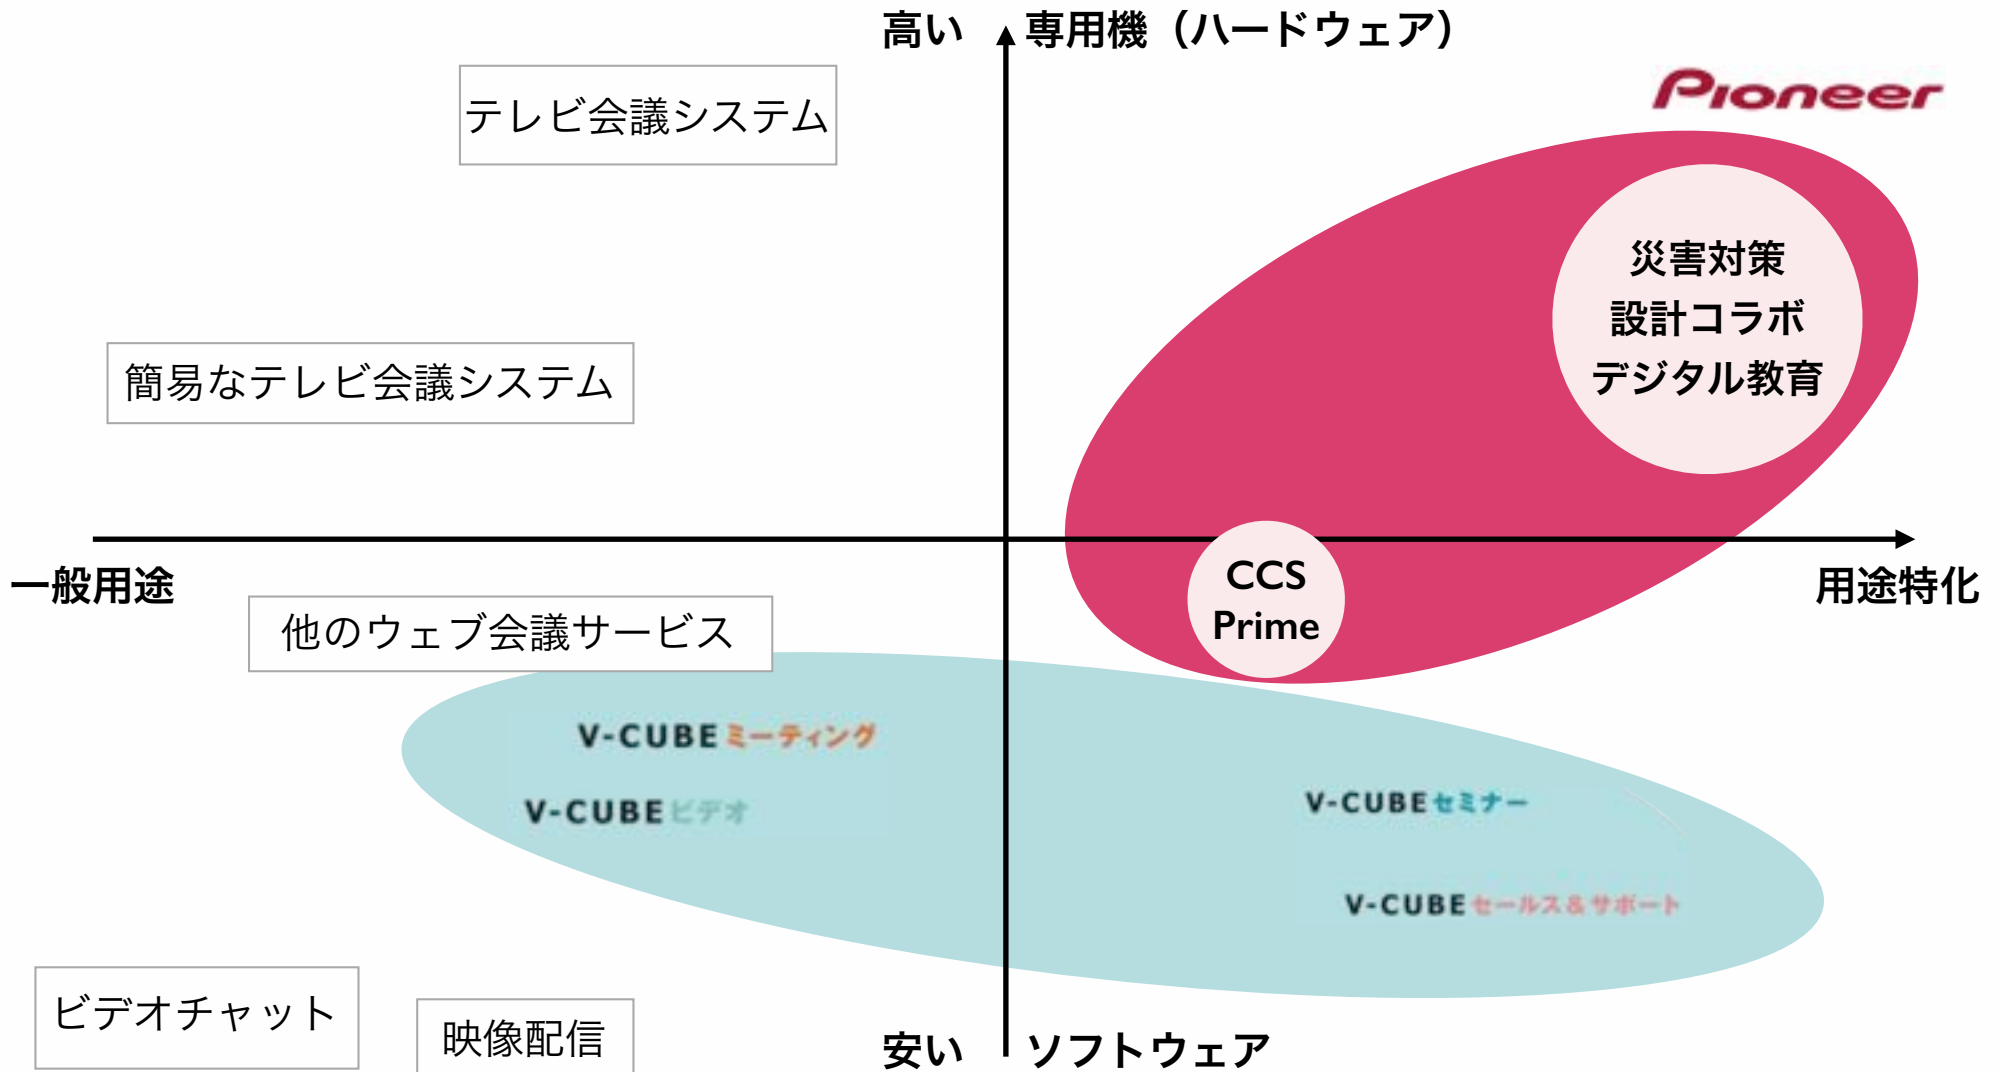 高い
専用機（ハードウェア）
Pioneer
テレビ会議システム
災害対策
設計コラボ
デジタル教育
簡易なテレビ会議システム
一般用途
用途特化
CCS
Prime
他のウェブ会議サービス
V-CUBE ミーティング
V-CUBE ビデオ
V-CUBE セミナー
V-CUBE セールス&サポート
ビデオチャット
映像配信
安い
ソフトウェア